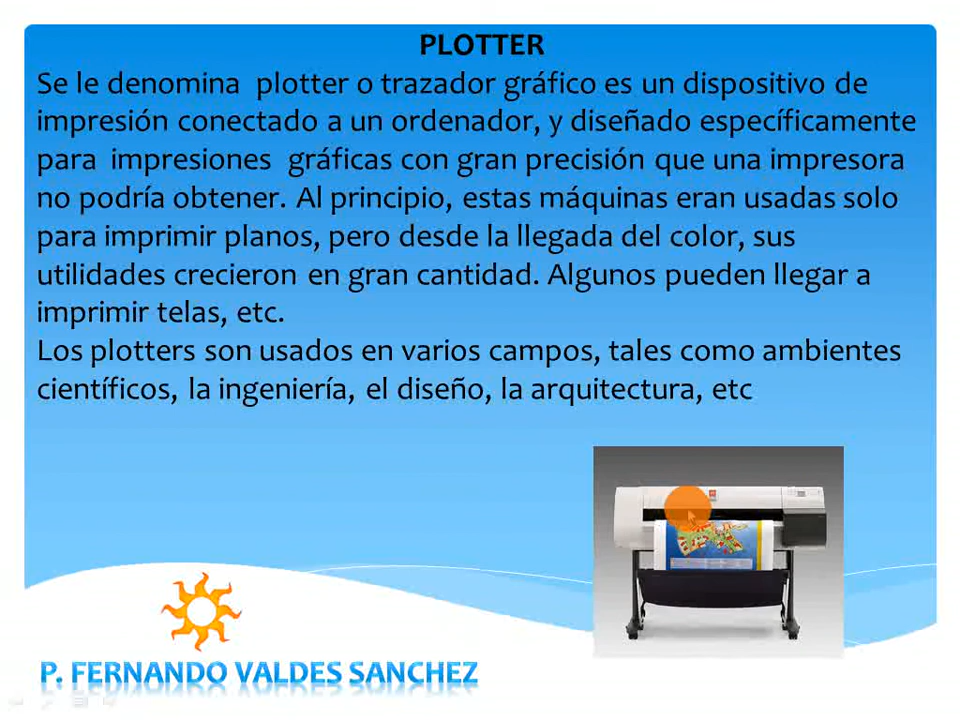 PLOTTER
Se le denomina plotter o trazador gráfico es un dispositivo de
impresión conectado a un ordenador, y diseñado específicamente
para impresiones gráficas con gran precisión que una impresora
no podría obtener. Al principio, estas máquinas eran usadas solo
para imprimir planos, pero desde la llegada del color, sus
utilidades crecieron en gran cantidad. Algunos pueden llegar a
imprimir telas, etc.
Los plotters son usados en varios campos, tales como ambientes
científicos, la ingeniería, el diseño, la arquitectura, etc
P. FERNANDO VALDES SANCHEZ